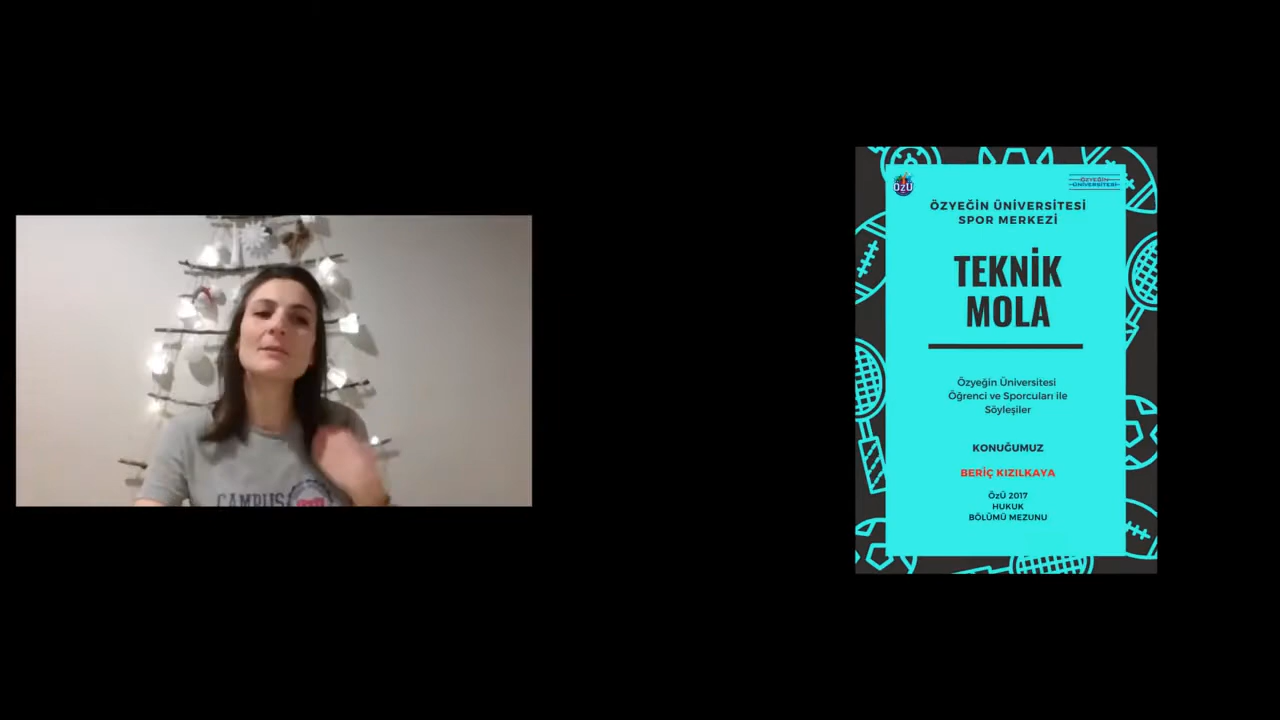 CAMPUS
ÖzÜ
ÖZYEĞİN
ÜNİVERSİTESİ
ÖZYEĞİN ÜNİVERSİTESİ
SPOR MERKEZİ
TEKNİK
MOLA
Özyeğin Üniversitesi
Öğrenci ve Sporcuları ile
Söyleşiler
KONUĞUMUZ
BERİÇ KIZILKAYA
ÖzÜ 2017
HUKUK
BÖLÜMÜ MEZUNU